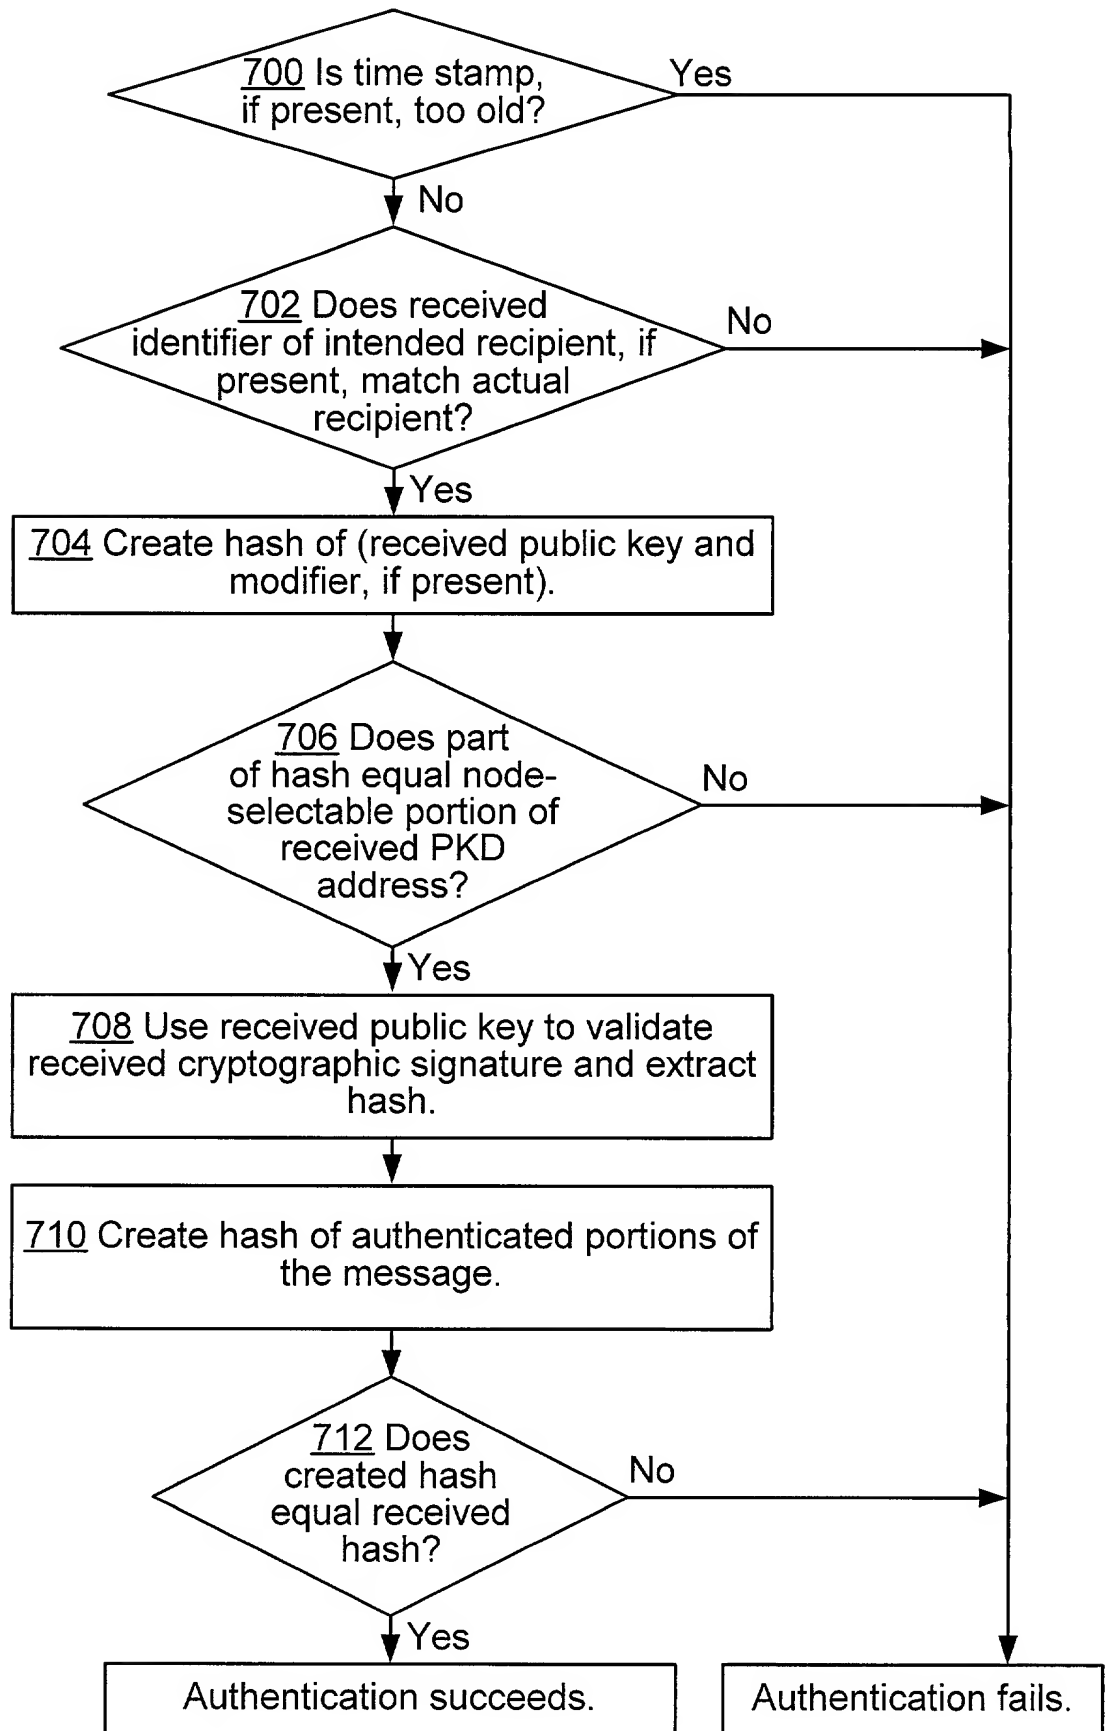 700 Is time stamp,
if present, too old?
Yes
No
702 Does received
identifier of intended recipient, if
present, match actual
recipient?
No
Yes
704 Create hash of (received public key and
modifier, if present).
706 Does part
of hash equal node-
selectable portion of
received PKD
address?
No
Yes
708 Use received public key to validate
received cryptographic signature and extract
hash.
710 Create hash of authenticated portions of
the message.
712 Does
created hash
equal received
hash?
No
Yes
Authentication succeeds.
Authentication fails.